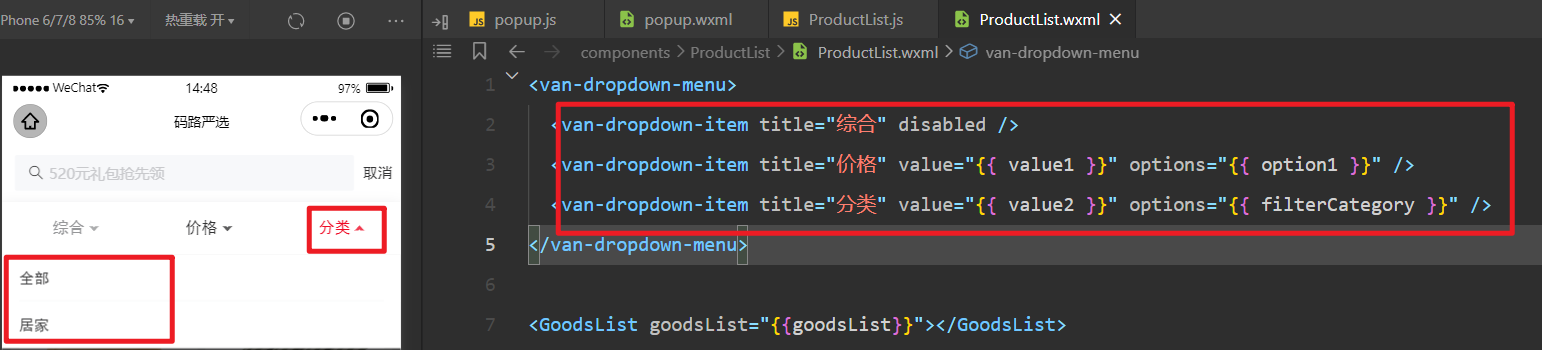 Phone 6/7/8 85% 16 热重载 开
popup.js popup.wxml ProductList.js ProductList.wxml
components > ProductList > ProductList.wxml > van-dropdown-menu
WeChat 14:48 97%
码路严选
520元礼包抢先领 取消
综合 价格 分类
全部
居家
1 <van-dropdown-menu>
2 <van-dropdown-item title="综合" disabled />
3 <van-dropdown-item title="价格" value="{{ value1 }}" options="{{ option1 }}" />
4 <van-dropdown-item title="分类" value="{{ value2 }}" options="{{ filterCategory }}" />
5 </van-dropdown-menu>
6
7 <GoodsList goodsList="{{goodsList}}"></GoodsList>